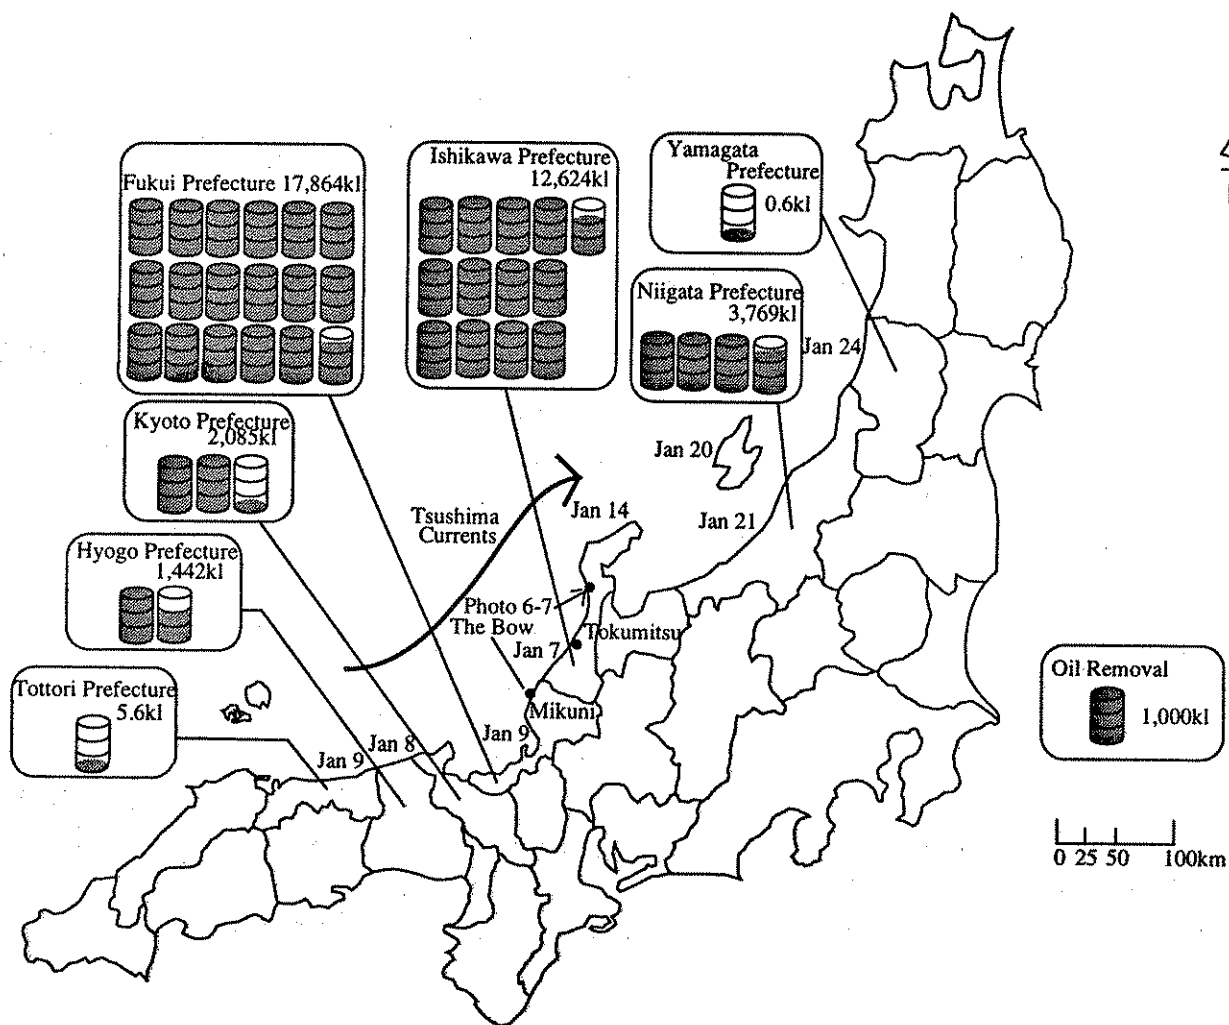 Fukui Prefecture 17,864kl
Ishikawa Prefecture
12,624kl
Yamagata
Prefecture
0.6kl
Niigata Prefecture
3,769kl
Jan 24
Kyoto Prefecture
2,085kl
Jan 20
Jan 14
Jan 21
Tsushima
Currents
Hyogo Prefecture
1,442kl
Photo 6-7
The Bow
Tokumitsu
Jan 7
Mikuni
Tottori Prefecture
5.6kl
Jan 9
Jan 8
Jan 9
Oil Removal
1,000kl
0 25 50 100km